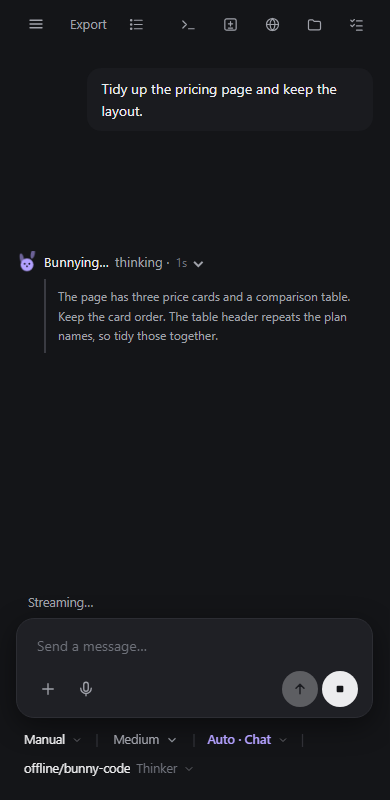 Export
Tidy up the pricing page and keep the
layout.
Bunnying... thinking · 1s
The page has three price cards and a comparison table.
Keep the card order. The table header repeats the plan
names, so tidy those together.
Streaming...
Send a message...
Manual Medium Auto · Chat
offline/bunny-code Thinker